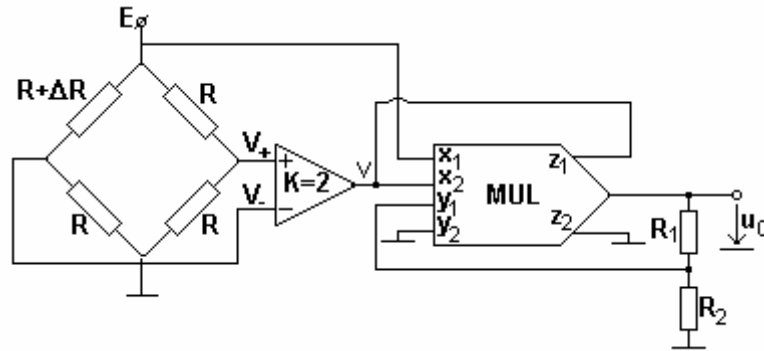 E
R+ΔR
R
V₊
V₋
R
R
K=2
V
x₁
x₂
y₁
y₂
MUL
z₁
z₂
R₁
u₀
R₂